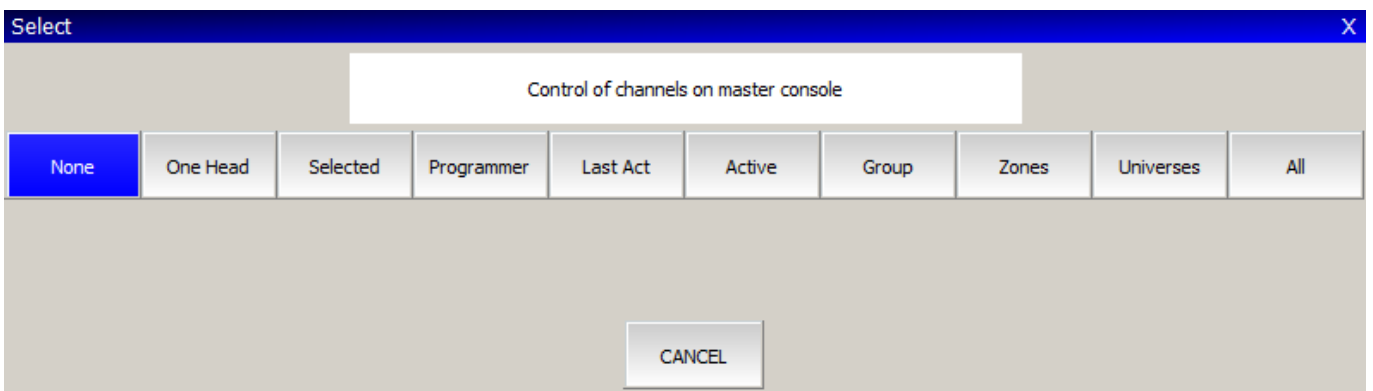 Select X
Control of channels on master console
None One Head Selected Programmer Last Act Active Group Zones Universes All
CANCEL